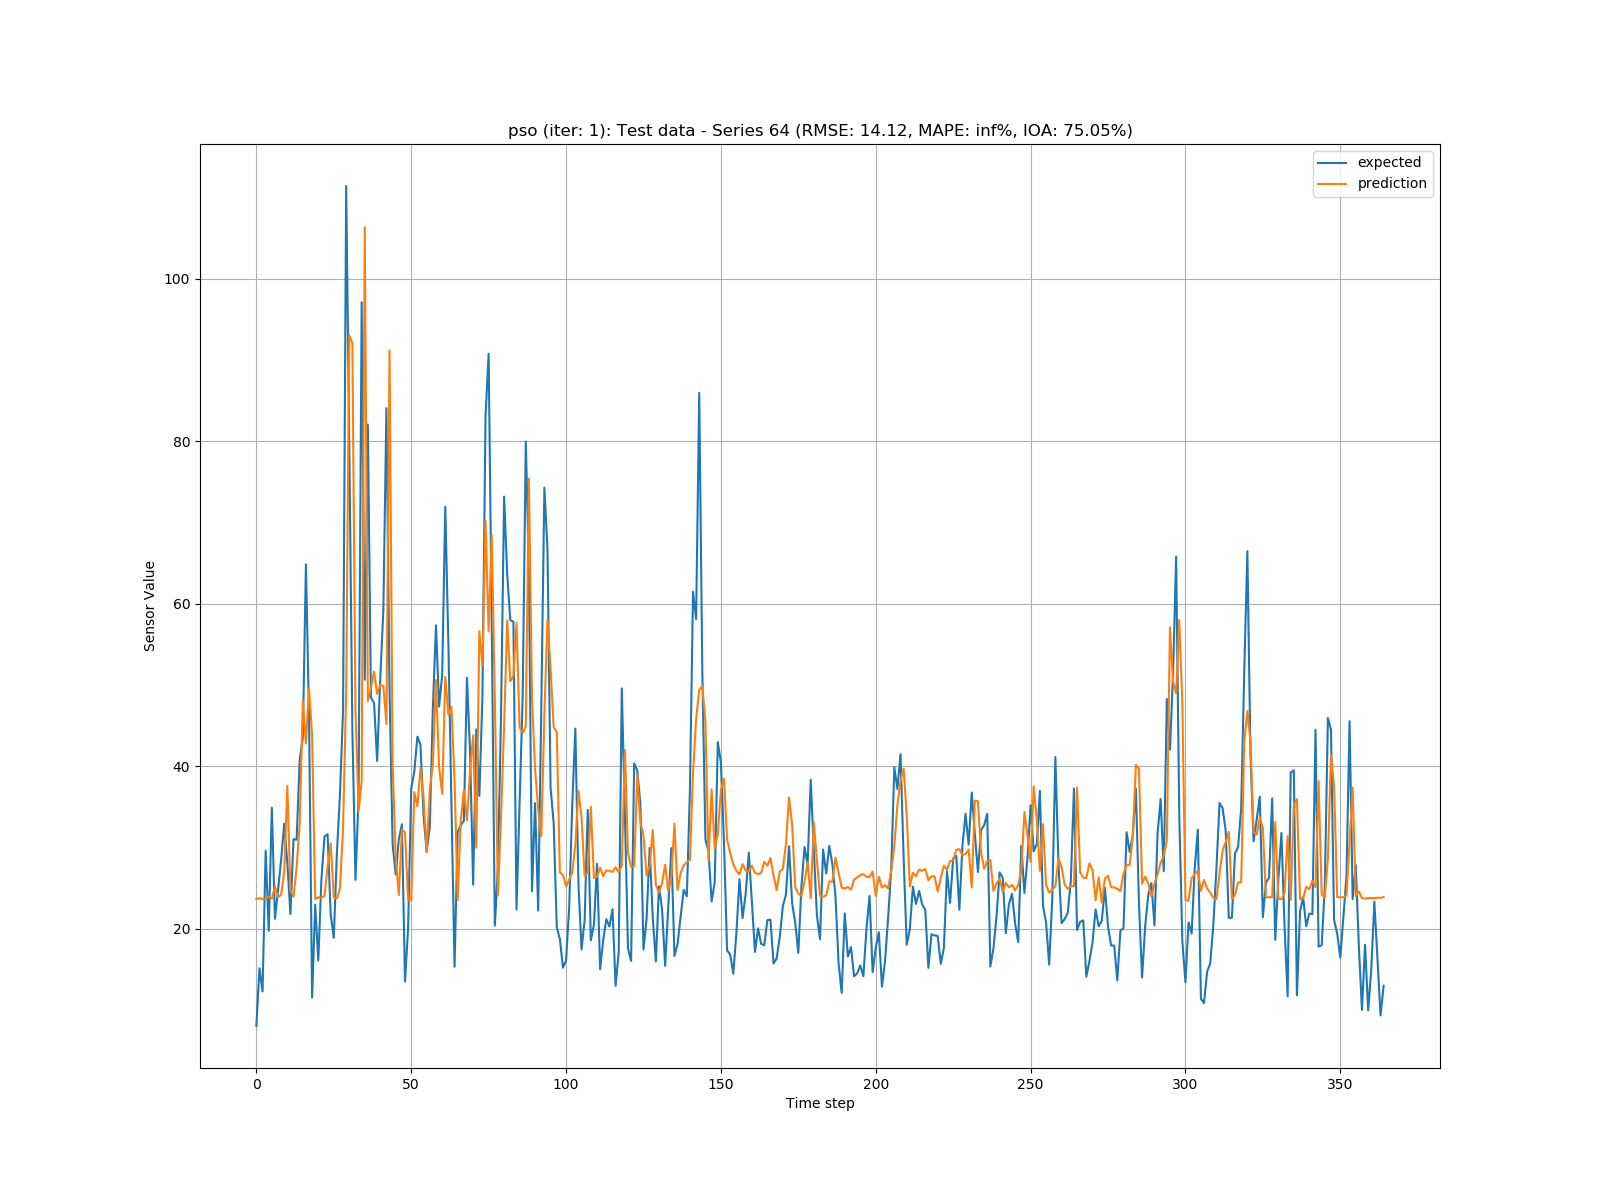 pso (iter: 1): Test data - Series 64 (RMSE: 14.12, MAPE: inf%, IOA: 75.05%)
expected
prediction
100
80
60
40
20
Sensor Value
0 50 100 150 200 250 300 350
Time step